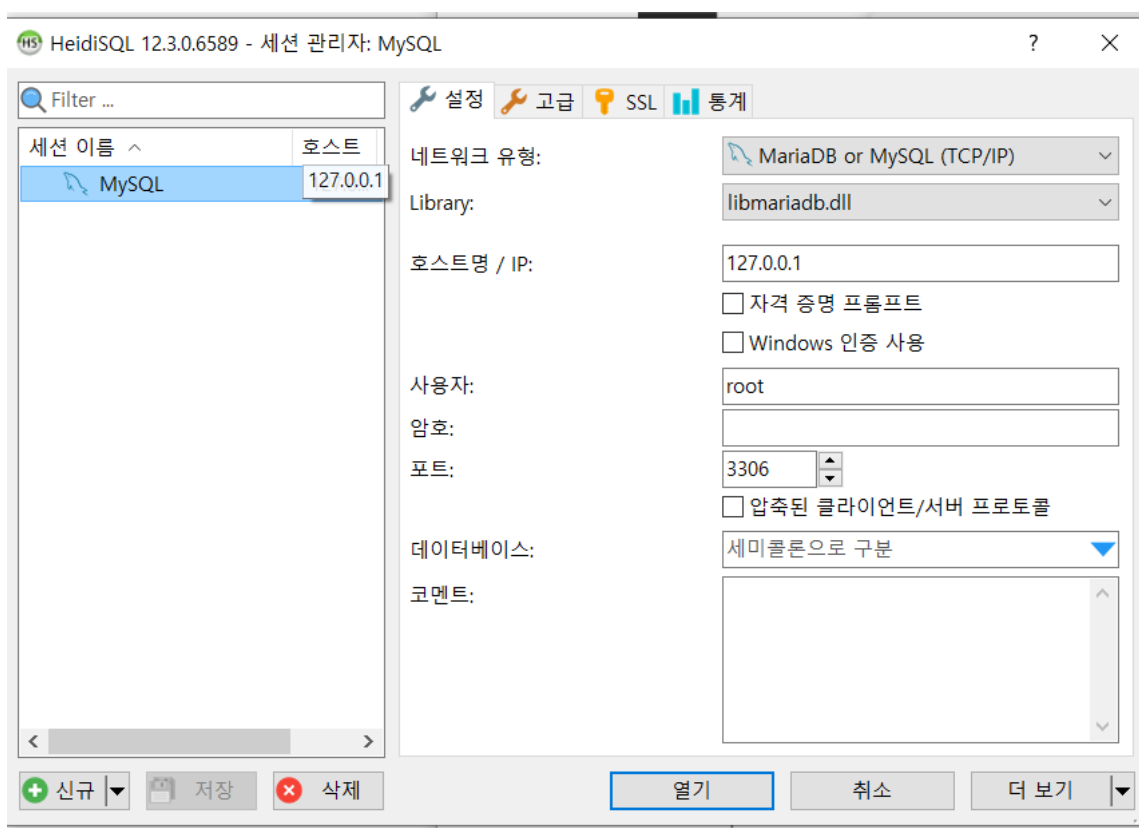 HS HeidiSQL 12.3.0.6589 - 세션 관리자: MySQL ?
Filter ...
세션 이름 호스트
MySQL 127.0.0.1
설정 고급 SSL 통계
네트워크 유형: MariaDB or MySQL (TCP/IP)
Library: libmariadb.dll
호스트명 / IP: 127.0.0.1
자격 증명 프롬프트
Windows 인증 사용
사용자: root
암호:
포트: 3306
압축된 클라이언트/서버 프로토콜
데이터베이스: 세미콜론으로 구분
코멘트:
신규 저장 삭제 열기 취소 더 보기